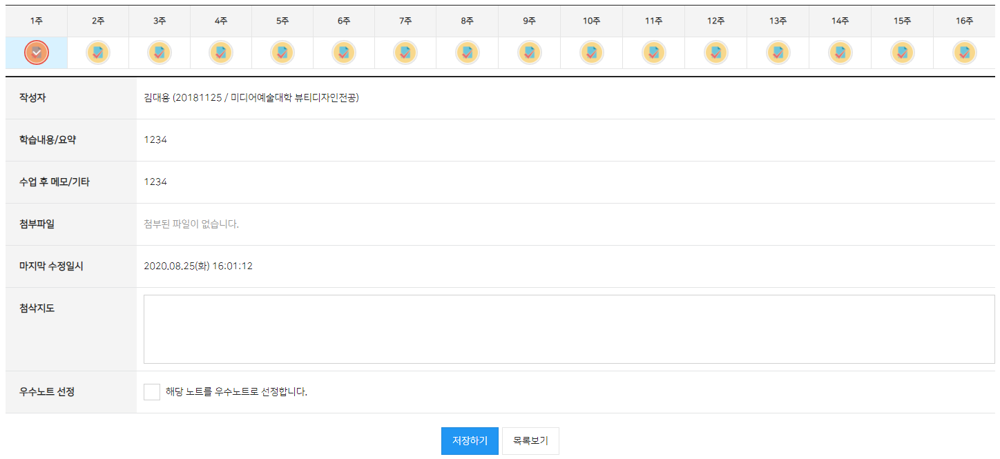 1주 2주 3주 4주 5주 6주 7주 8주 9주 10주 11주 12주 13주 14주 15주 16주
작성자 김대용 (20181125 / 미디어예술대학 뷰티디자인전공)
학습내용/요약 1234
수업 후 메모/기타 1234
첨부파일 첨부된 파일이 없습니다.
마지막 수정일시 2020.08.25(화) 16:01:12
첨삭지도
우수노트 선정 해당 노트를 우수노트로 선정합니다.
저장하기 목록보기